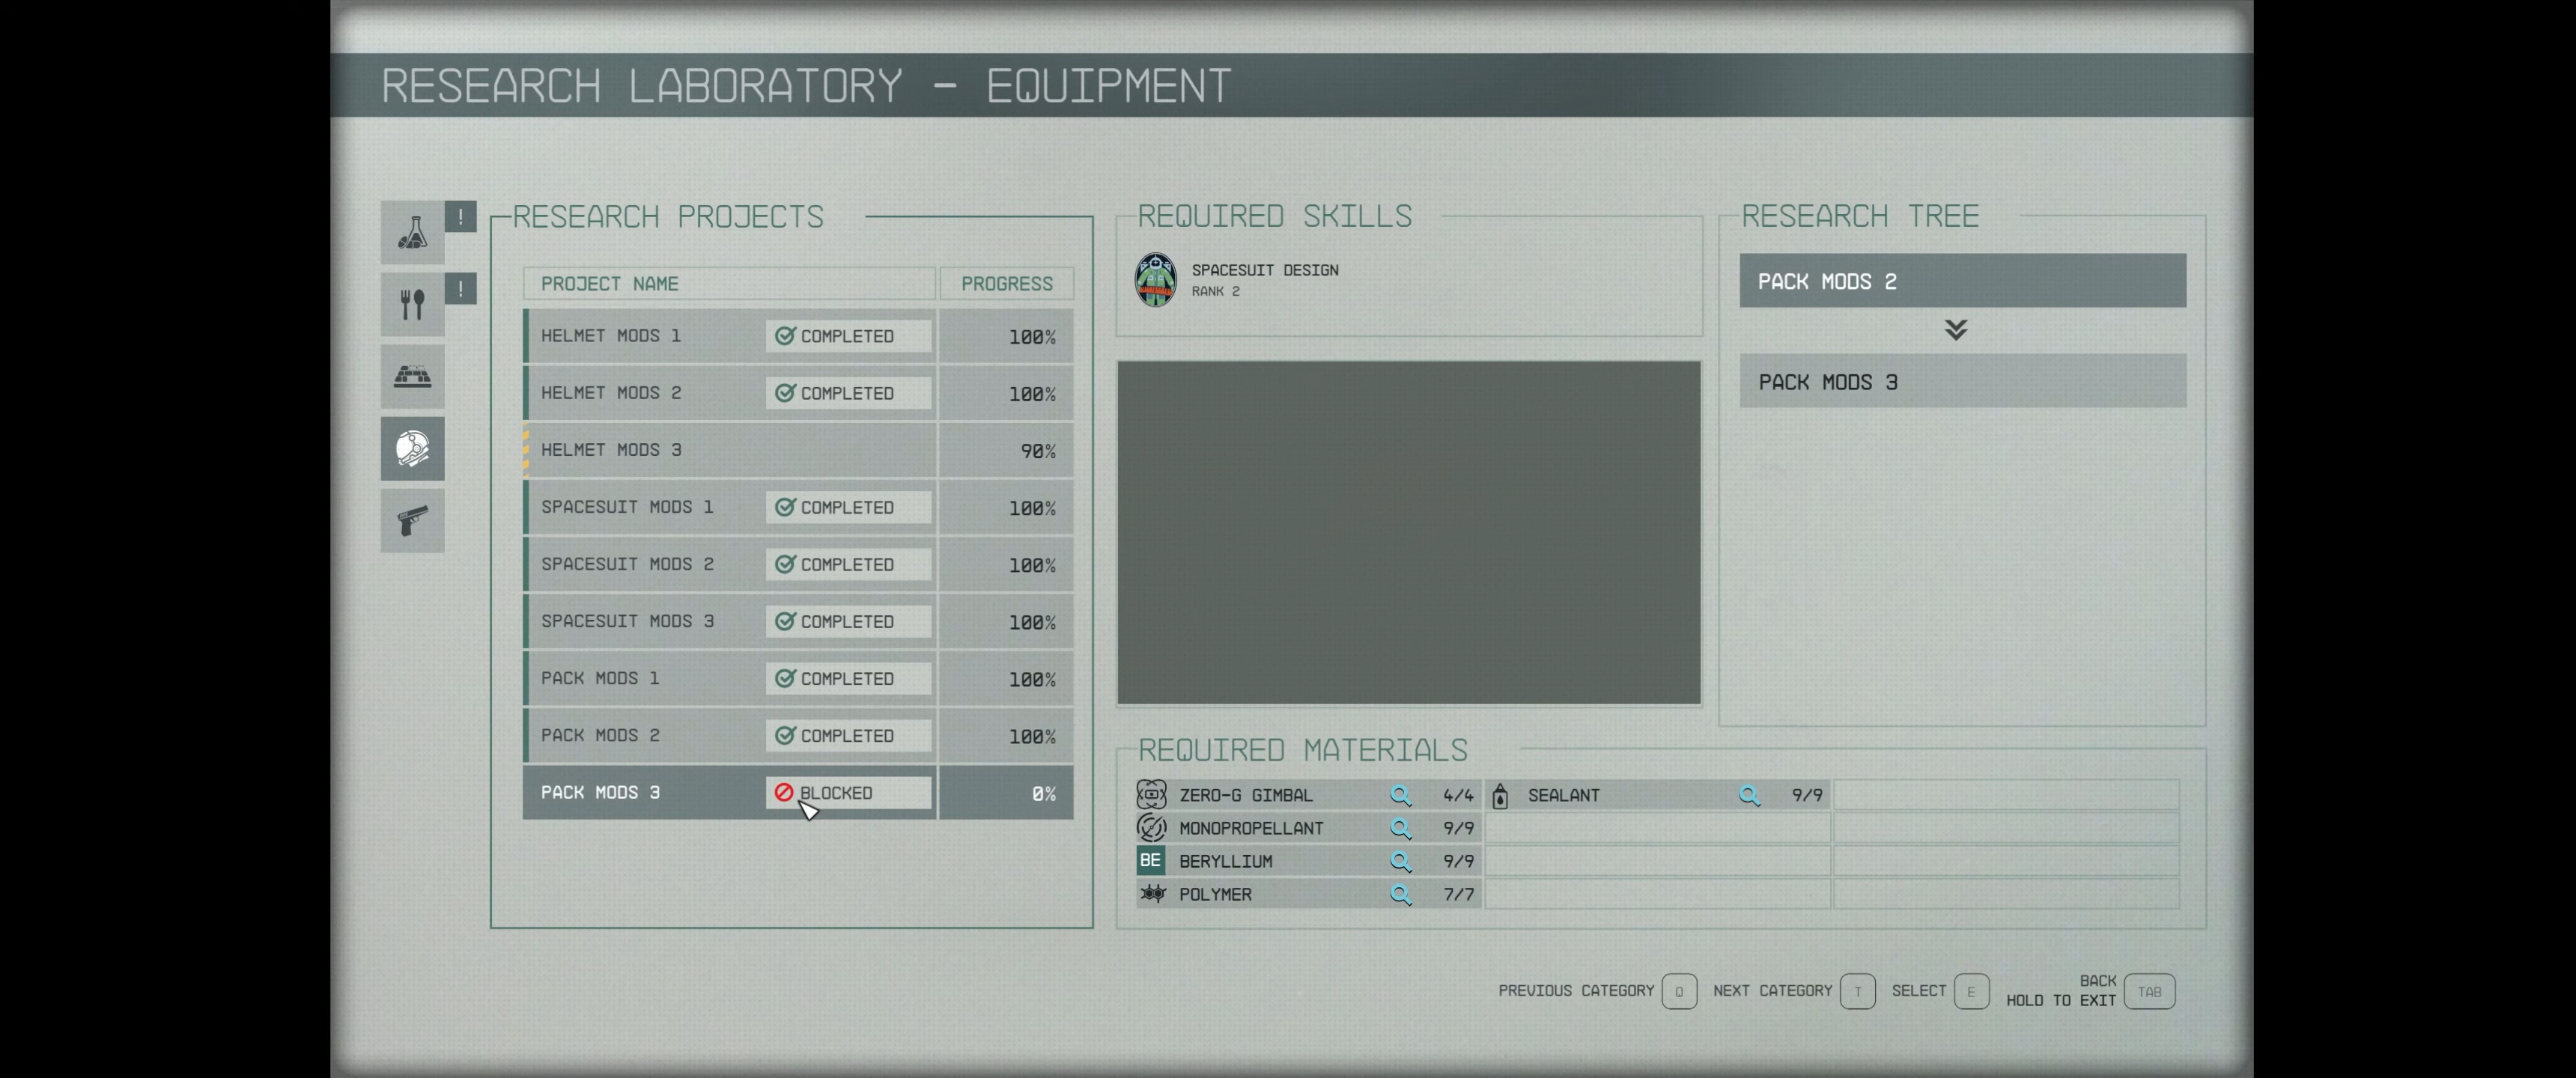 RESEARCH LABORATORY - EQUIPMENT
!
!
RESEARCH PROJECTS
PROJECT NAME PROGRESS
HELMET MODS 1 COMPLETED 100%
HELMET MODS 2 COMPLETED 100%
HELMET MODS 3 90%
SPACESUIT MODS 1 COMPLETED 100%
SPACESUIT MODS 2 COMPLETED 100%
SPACESUIT MODS 3 COMPLETED 100%
PACK MODS 1 COMPLETED 100%
PACK MODS 2 COMPLETED 100%
PACK MODS 3 BLOCKED 0%
REQUIRED SKILLS
SPACESUIT DESIGN
RANK 2
RESEARCH TREE
PACK MODS 2
PACK MODS 3
REQUIRED MATERIALS
ZERO-G GIMBAL 4/4 SEALANT 9/9
MONOPROPELLANT 9/9
BE BERYLLIUM 9/9
POLYMER 7/7
PREVIOUS CATEGORY Q NEXT CATEGORY T SELECT E BACK
HOLD TO EXIT TAB